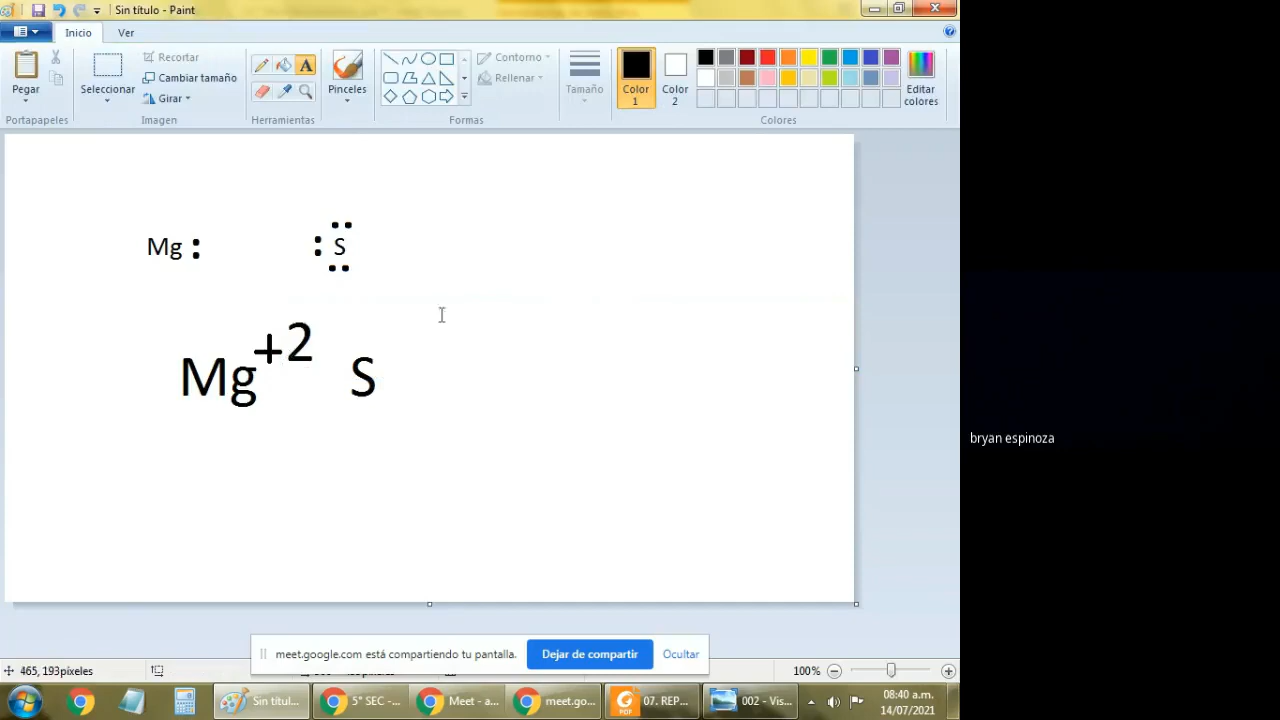 Sin título - Paint
Inicio
Ver
Pegar
Seleccionar
Recortar
Cambiar tamaño
Girar
A
Pinceles
Contorno
Rellenar
Tamaño
Color 1
Color 2
Editar colores
Portapapeles
Imagen
Herramientas
Formas
Colores
Mg : : S
Mg+2 S
bryan espinoza
meet.google.com está compartiendo tu pantalla.
Dejar de compartir
Ocultar
465, 193píxeles
100%
Sin título...
5° SEC -...
Meet - a...
meet.go...
07. REP...
002 - Vis...
08:40 a.m.
14/07/2021